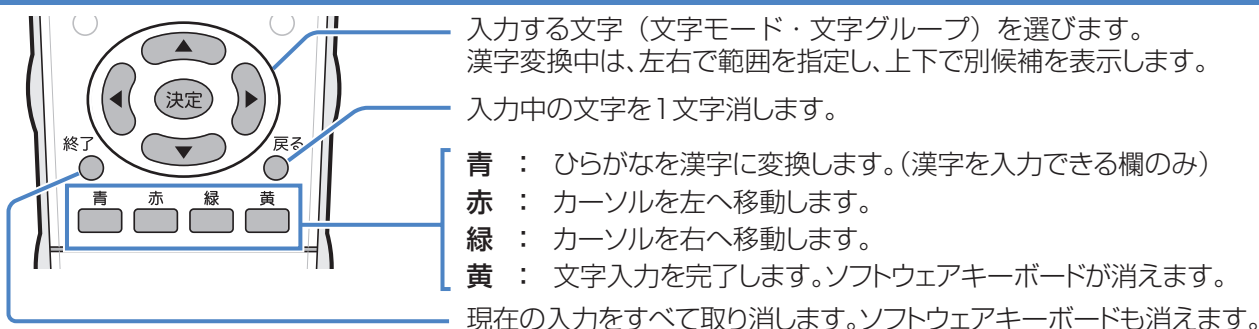 入力する文字（文字モード・文字グループ）を選びます。
漢字変換中は、左右で範囲を指定し、上下で別候補を表示します。
決定
入力中の文字を1文字消します。
終了
戻る
青 赤 緑 黄
青 ： ひらがなを漢字に変換します。（漢字を入力できる欄のみ）
赤 ： カーソルを左へ移動します。
緑 ： カーソルを右へ移動します。
黄 ： 文字入力を完了します。ソフトウェアキーボードが消えます。
現在の入力をすべて取り消します。ソフトウェアキーボードも消えます。